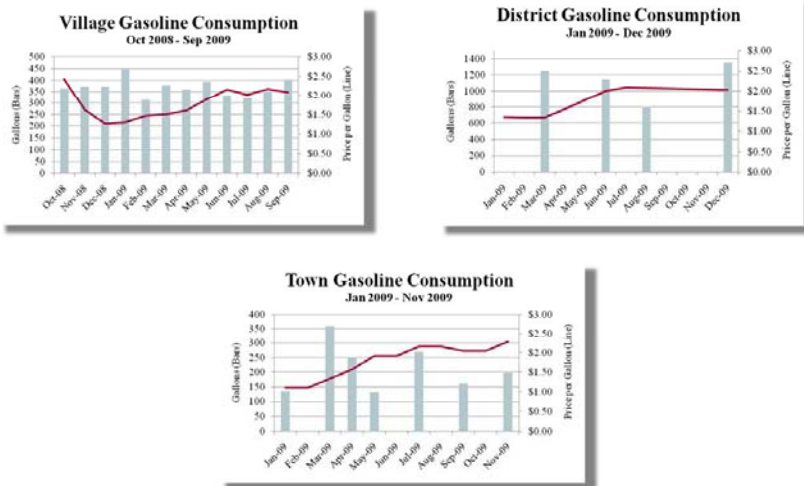 Village Gasoline Consumption
Oct 2008 - Sep 2009
Gallons (Bars)
500
450
400
350
300
250
200
150
100
50
0
$3.00
$2.50
$2.00
$1.50
$1.00
$0.50
$0.00
Price per Gallon (Line)
Oct-08
Nov-08
Dec-08
Jan-09
Feb-09
Mar-09
Apr-09
May-09
Jun-09
Jul-09
Aug-09
Sep-09
District Gasoline Consumption
Jan 2009 - Dec 2009
Gallons (Bars)
1400
1200
1000
800
600
400
200
0
$3.00
$2.50
$2.00
$1.50
$1.00
$0.50
$0.00
Price per Gallon (Line)
Jan-09
Feb-09
Mar-09
Apr-09
May-09
Jun-09
Jul-09
Aug-09
Sep-09
Oct-09
Nov-09
Dec-09
Town Gasoline Consumption
Jan 2009 - Nov 2009
Gallons (Bars)
400
350
300
250
200
150
100
50
0
$3.00
$2.50
$2.00
$1.50
$1.00
$0.50
$0.00
Price per Gallon (Line)
Jan-09
Feb-09
Mar-09
Apr-09
May-09
Jun-09
Jul-09
Aug-09
Sep-09
Oct-09
Nov-09